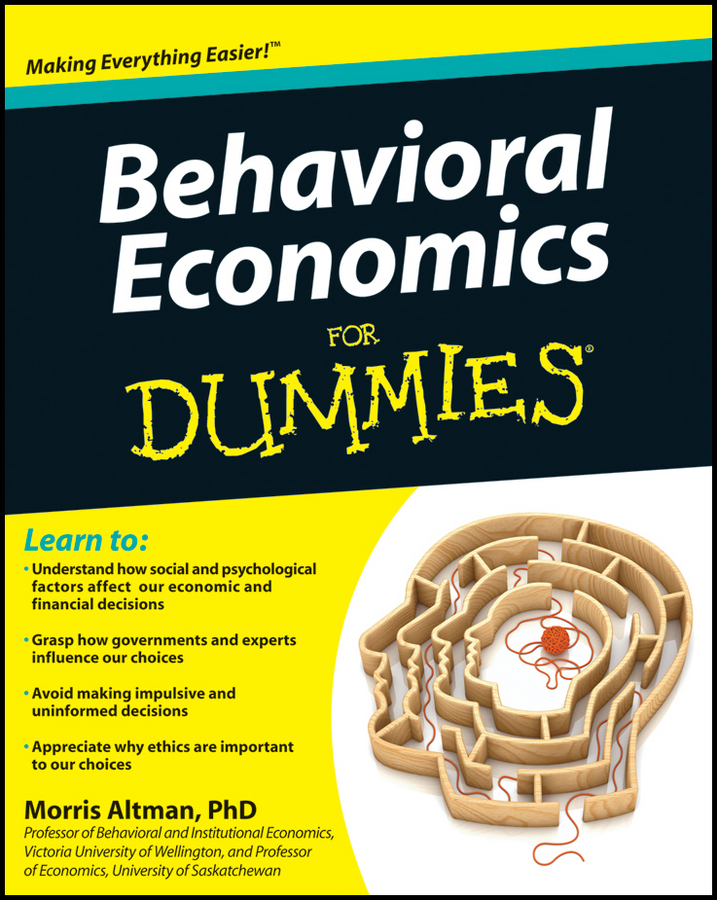 Making Everything Easier!™
Behavioral
Economics
FOR
DUMMIES®
Learn to:
• Understand how social and psychological
factors affect our economic and
financial decisions
• Grasp how governments and experts
influence our choices
• Avoid making impulsive and
uninformed decisions
• Appreciate why ethics are important
to our choices
Morris Altman, PhD
Professor of Behavioral and Institutional Economics,
Victoria University of Wellington, and Professor
of Economics, University of Saskatchewan